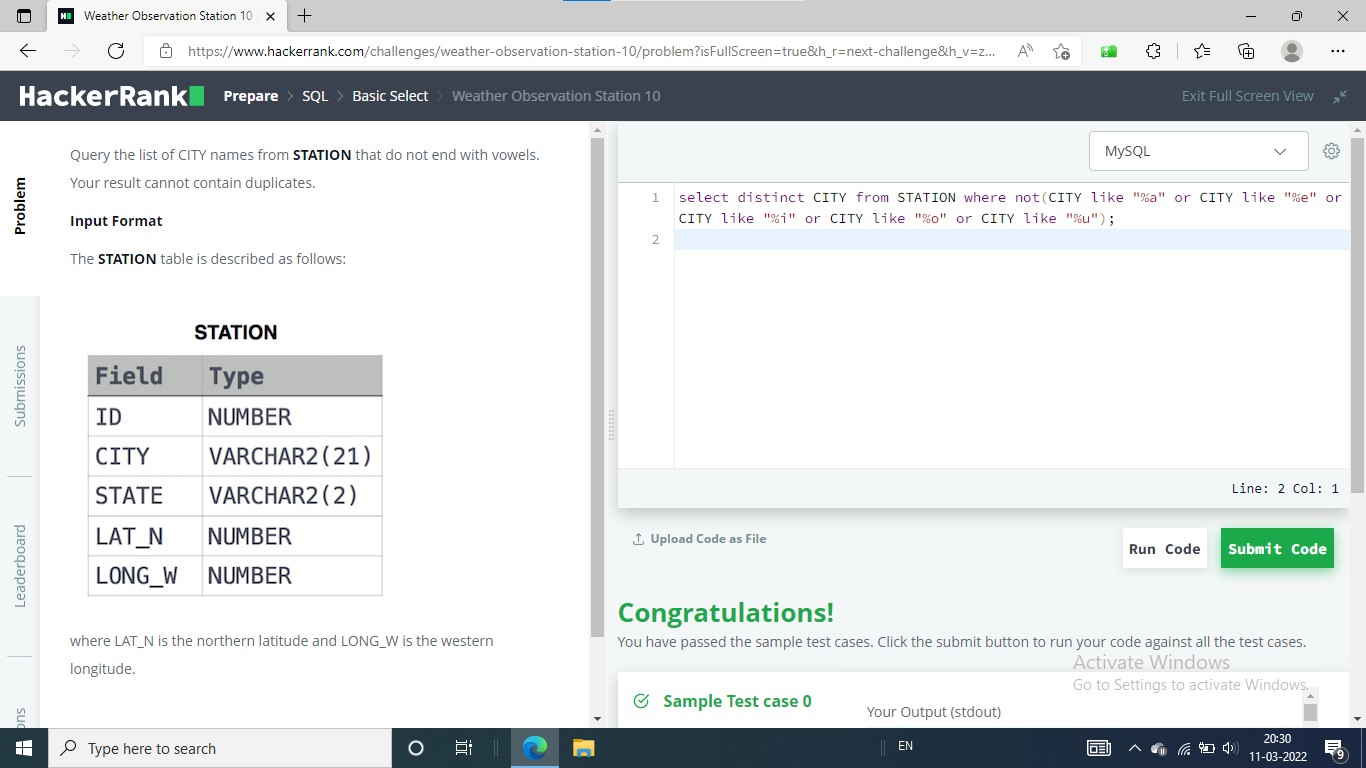 Weather Observation Station 10
https://www.hackerrank.com/challenges/weather-observation-station-10/problem?isFullScreen=true&h_r=next-challenge&h_v=z...
HackerRank
Prepare > SQL > Basic Select > Weather Observation Station 10
Exit Full Screen View
Problem
Submissions
Leaderboard
Query the list of CITY names from STATION that do not end with vowels.
Your result cannot contain duplicates.
Input Format
The STATION table is described as follows:
STATION
Field Type
ID NUMBER
CITY VARCHAR2(21)
STATE VARCHAR2(2)
LAT_N NUMBER
LONG_W NUMBER
where LAT_N is the northern latitude and LONG_W is the western
longitude.
MySQL
1 select distinct CITY from STATION where not(CITY like "%a" or CITY like "%e" or
CITY like "%i" or CITY like "%o" or CITY like "%u");
2
Line: 2 Col: 1
Upload Code as File
Run Code
Submit Code
Congratulations!
You have passed the sample test cases. Click the submit button to run your code against all the test cases.
Activate Windows
Go to Settings to activate Windows.
Sample Test case 0
Your Output (stdout)
Type here to search
EN
20:30
11-03-2022
9